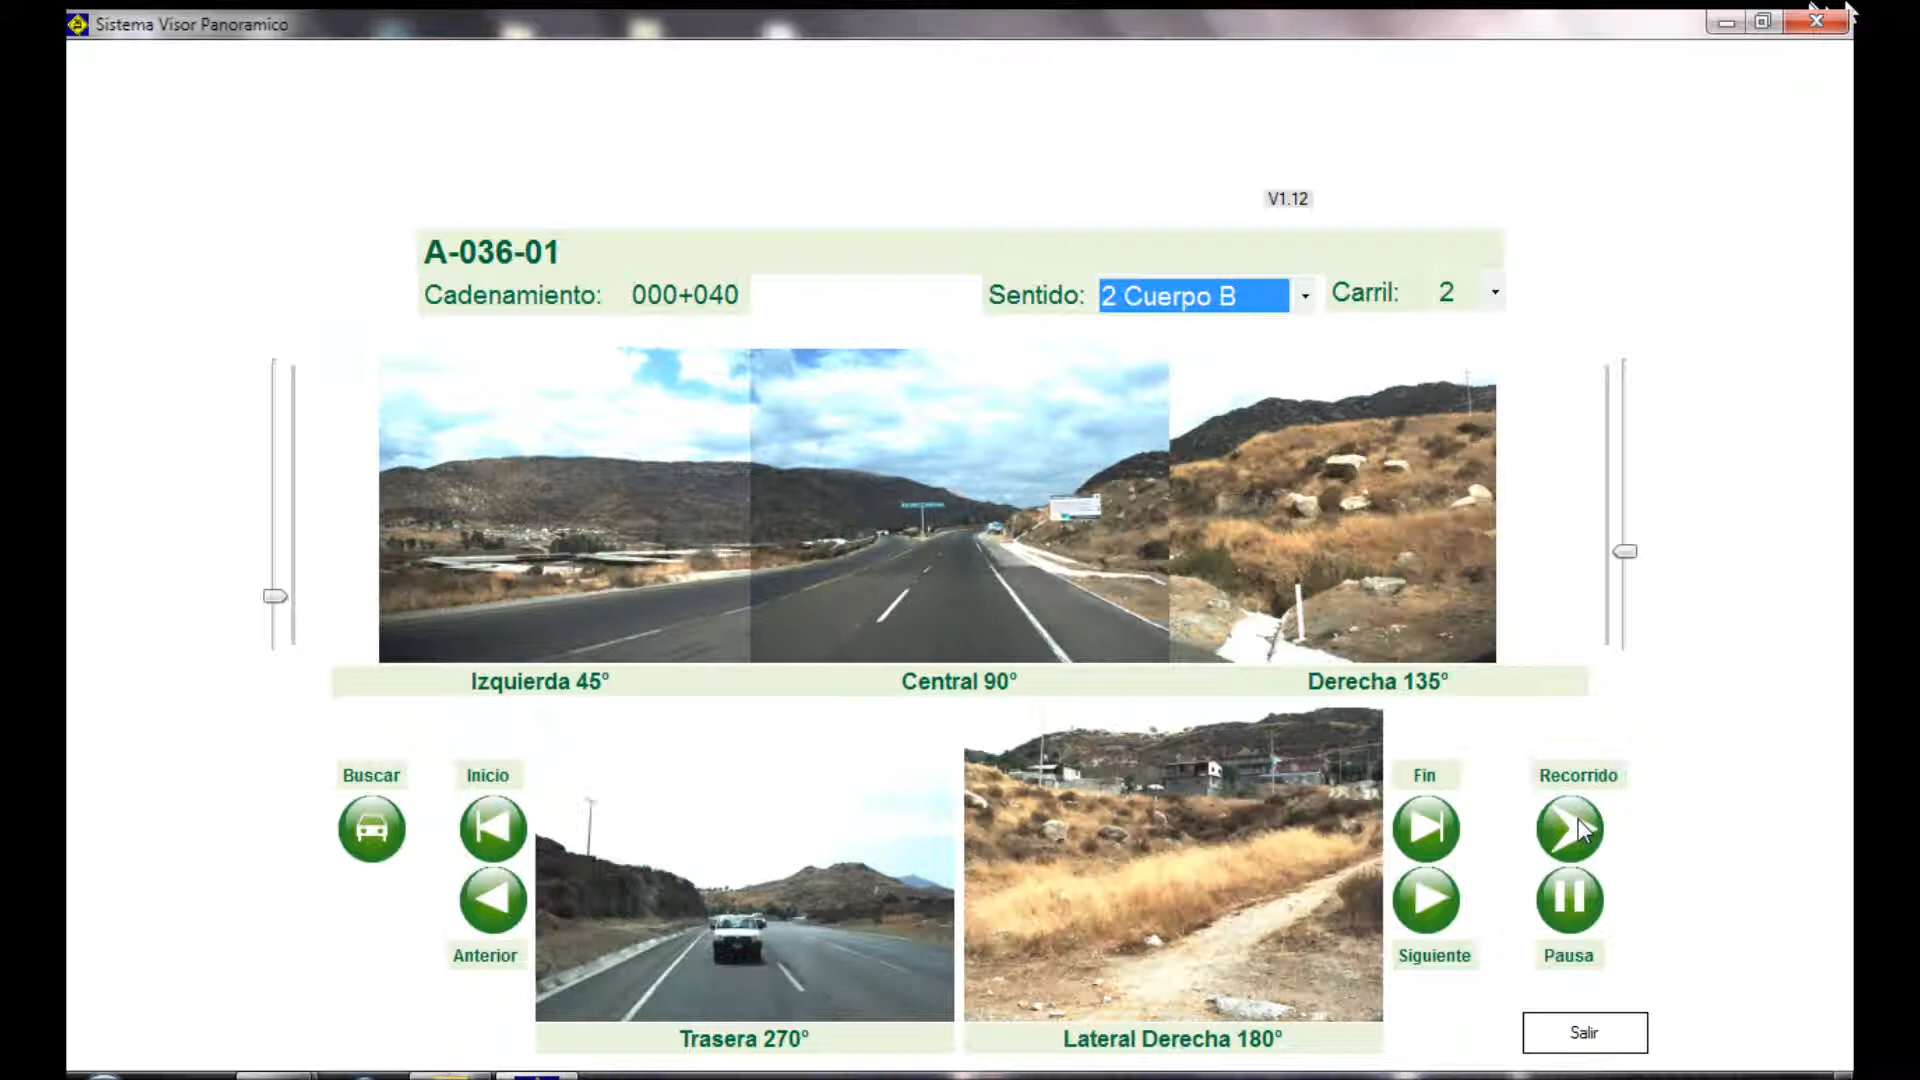 Sistema Visor Panoramico
V1.12
A-036-01
Cadenamiento: 000+040 Sentido: 2 Cuerpo B Carril: 2
Izquierda 45° Central 90° Derecha 135°
Buscar Inicio Fin Recorrido
Anterior Siguiente Pausa
Trasera 270° Lateral Derecha 180°
Salir